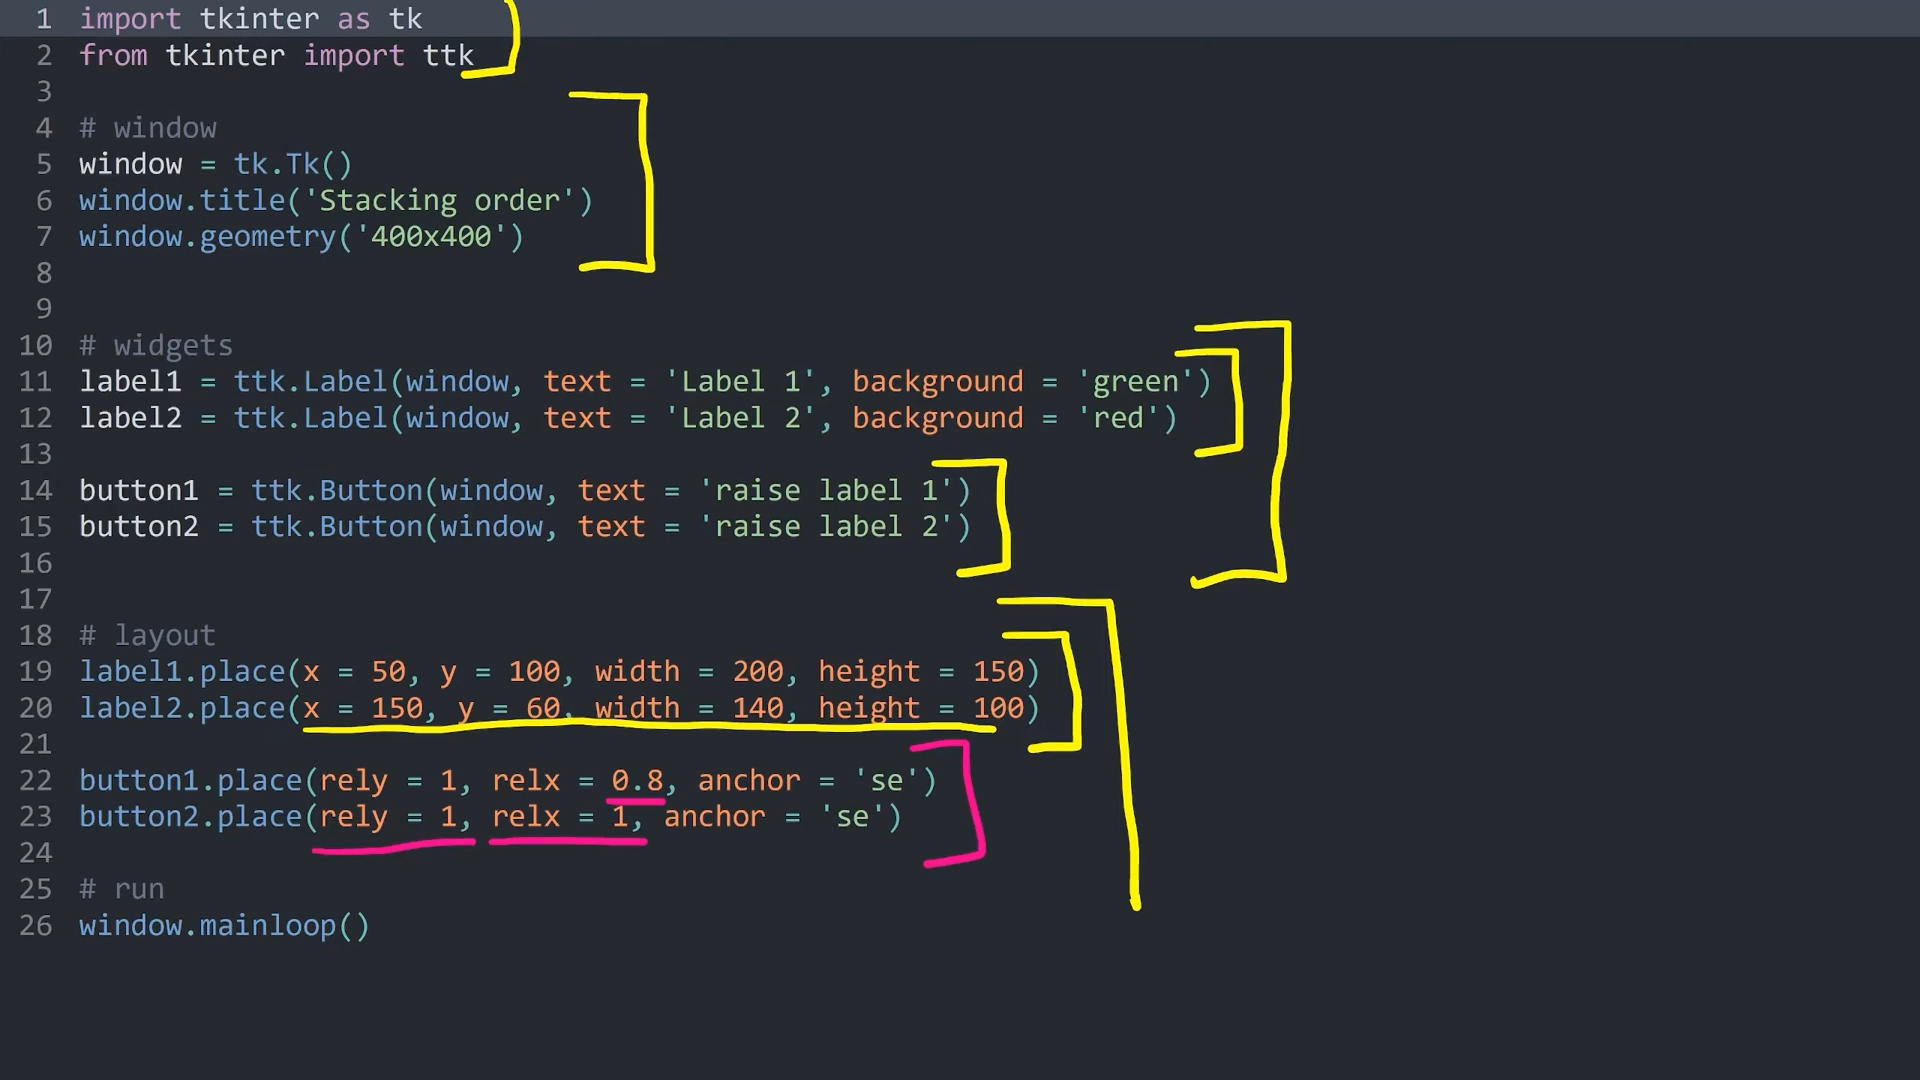 1 import tkinter as tk
2 from tkinter import ttk
3
4 # window
5 window = tk.Tk()
6 window.title('Stacking order')
7 window.geometry('400x400')
8
9
10 # widgets
11 label1 = ttk.Label(window, text = 'Label 1', background = 'green')
12 label2 = ttk.Label(window, text = 'Label 2', background = 'red')
13
14 button1 = ttk.Button(window, text = 'raise label 1')
15 button2 = ttk.Button(window, text = 'raise label 2')
16
17
18 # layout
19 label1.place(x = 50, y = 100, width = 200, height = 150)
20 label2.place(x = 150, y = 60, width = 140, height = 100)
21
22 button1.place(rely = 1, relx = 0.8, anchor = 'se')
23 button2.place(rely = 1, relx = 1, anchor = 'se')
24
25 # run
26 window.mainloop()